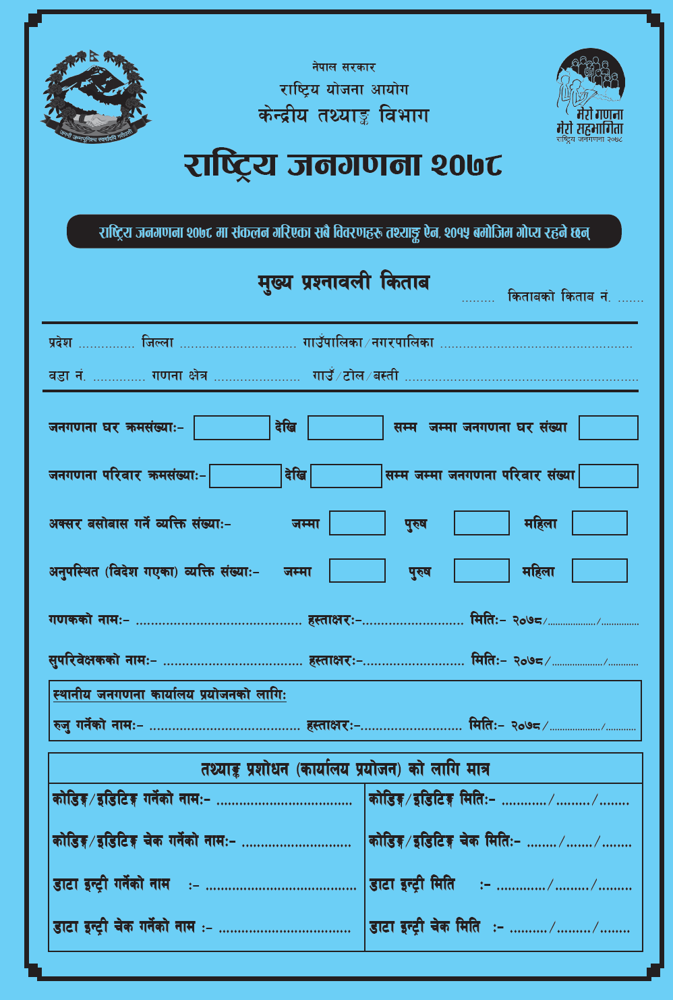 नेपाल सरकार
राष्ट्रिय योजना आयोग
केन्द्रीय तथ्याङ्क विभाग
जननी जन्मभूमिश्च स्वर्गादपि गरीयसी
मेरो गणना
मेरो सहभागिता
राष्ट्रिय जनगणना २०७८
राष्ट्रिय जनगणना २०७८
राष्ट्रिय जनगणना २०७८ मा संकलन गरिएका सबै विवरणहरु तथ्याङ्क ऐन, २०१५ बमोजिम गोप्य रहने छन्
मुख्य प्रश्नावली किताब
......... किताबको किताब नं. .......
प्रदेश ............... जिल्ला ............................... गाउँपालिका/नगरपालिका ....................................................
वडा नं. .............. गणना क्षेत्र ....................... गाउँ/टोल/बस्ती ...............................................................
जनगणना घर क्रमसंख्याः- देखि सम्म जम्मा जनगणना घर संख्या
जनगणना परिवार क्रमसंख्याः- देखि सम्म जम्मा जनगणना परिवार संख्या
अक्सर बसोबास गर्ने व्यक्ति संख्याः- जम्मा पुरुष महिला
अनुपस्थित (विदेश गएका) व्यक्ति संख्याः- जम्मा पुरुष महिला
गणकको नामः- ............................................ हस्ताक्षरः-........................... मितिः- २०७८/..................../...............
सुपरिवेक्षकको नामः- ..................................... हस्ताक्षरः-........................... मितिः- २०७८/..................../............
स्थानीय जनगणना कार्यालय प्रयोजनको लागिः
रुजु गर्नेको नामः- ........................................ हस्ताक्षरः-........................... मितिः- २०७८/..................../............
तथ्याङ्क प्रशोधन (कार्यालय प्रयोजन) को लागि मात्र
कोडिङ्ग/इडिटिङ्ग गर्नेको नामः- .................................... कोडिङ्ग/इडिटिङ्ग मितिः- ............/........./........
कोडिङ्ग/इडिटिङ्ग चेक गर्नेको नामः- ............................. कोडिङ्ग/इडिटिङ्ग चेक मितिः- ......../......./........
डाटा इन्ट्री गर्नेको नाम :- ........................................ डाटा इन्ट्री मिति :- ............./........./.........
डाटा इन्ट्री चेक गर्नेको नाम :- ................................... डाटा इन्ट्री चेक मिति :- ........../........./........